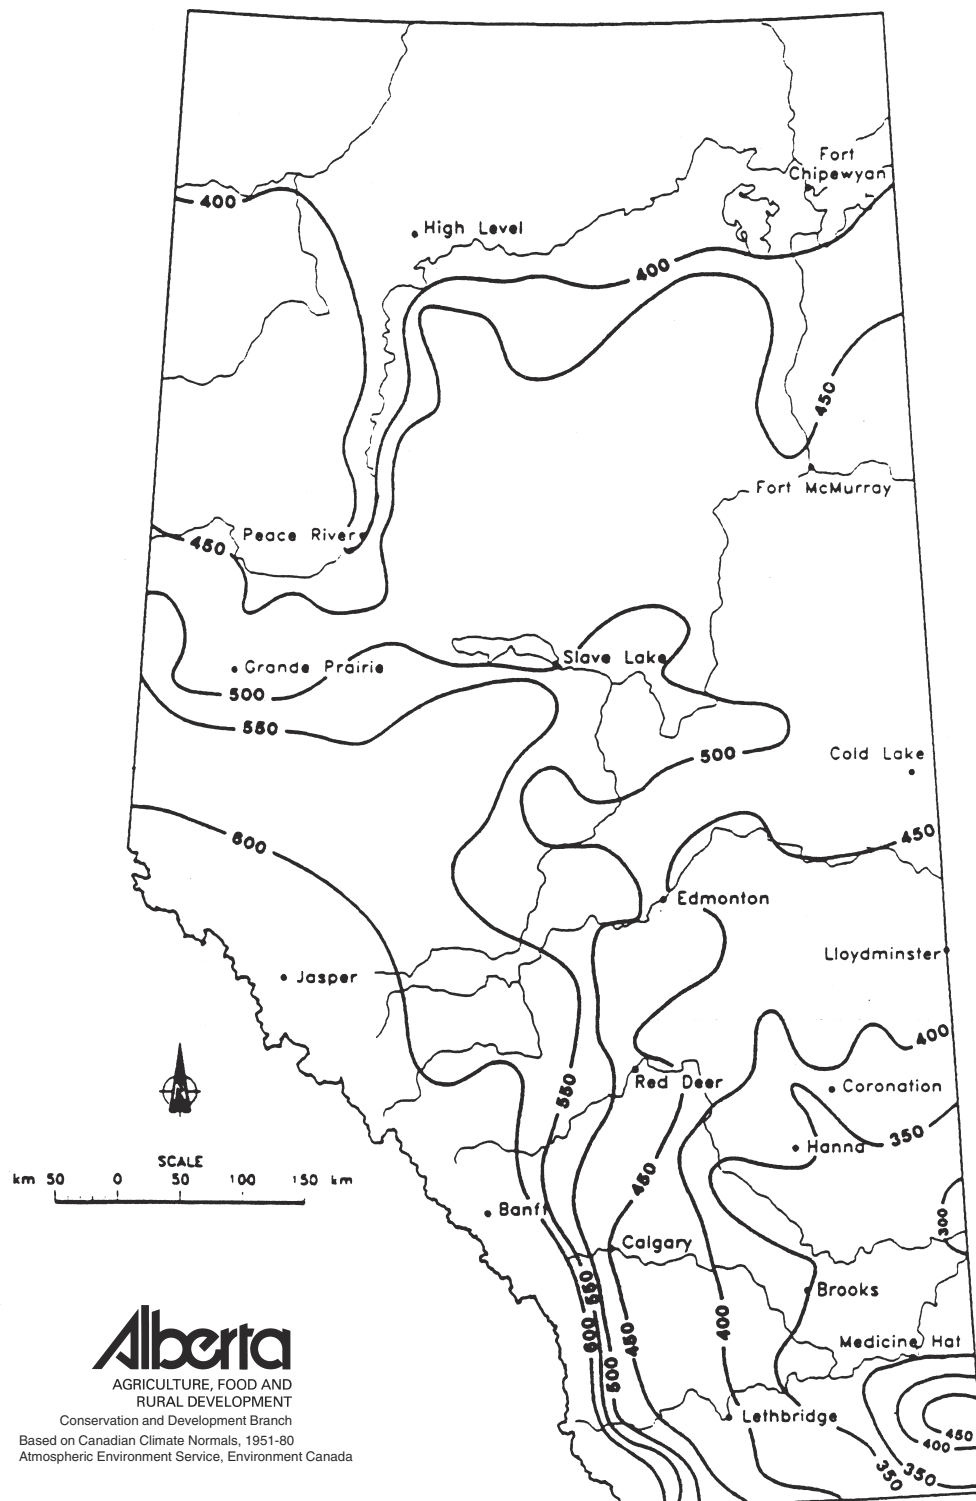 Fort
Chipewyan
400
High Level
400
450
Fort McMurray
Peace River
450
Slave Lake
Grande Prairie
500
550
500
Cold Lake
450
600
Edmonton
Lloydminster
Jasper
400
550
Red Deer
Coronation
350
Hanna
SCALE
km 50 0 50 100 150 km
450
Banff
300
Calgary
550
Brooks
600
450
400
Medicine Hat
500
Lethbridge
450
400
350
350
Alberta
AGRICULTURE, FOOD AND
RURAL DEVELOPMENT
Conservation and Development Branch
Based on Canadian Climate Normals, 1951-80
Atmospheric Environment Service, Environment Canada